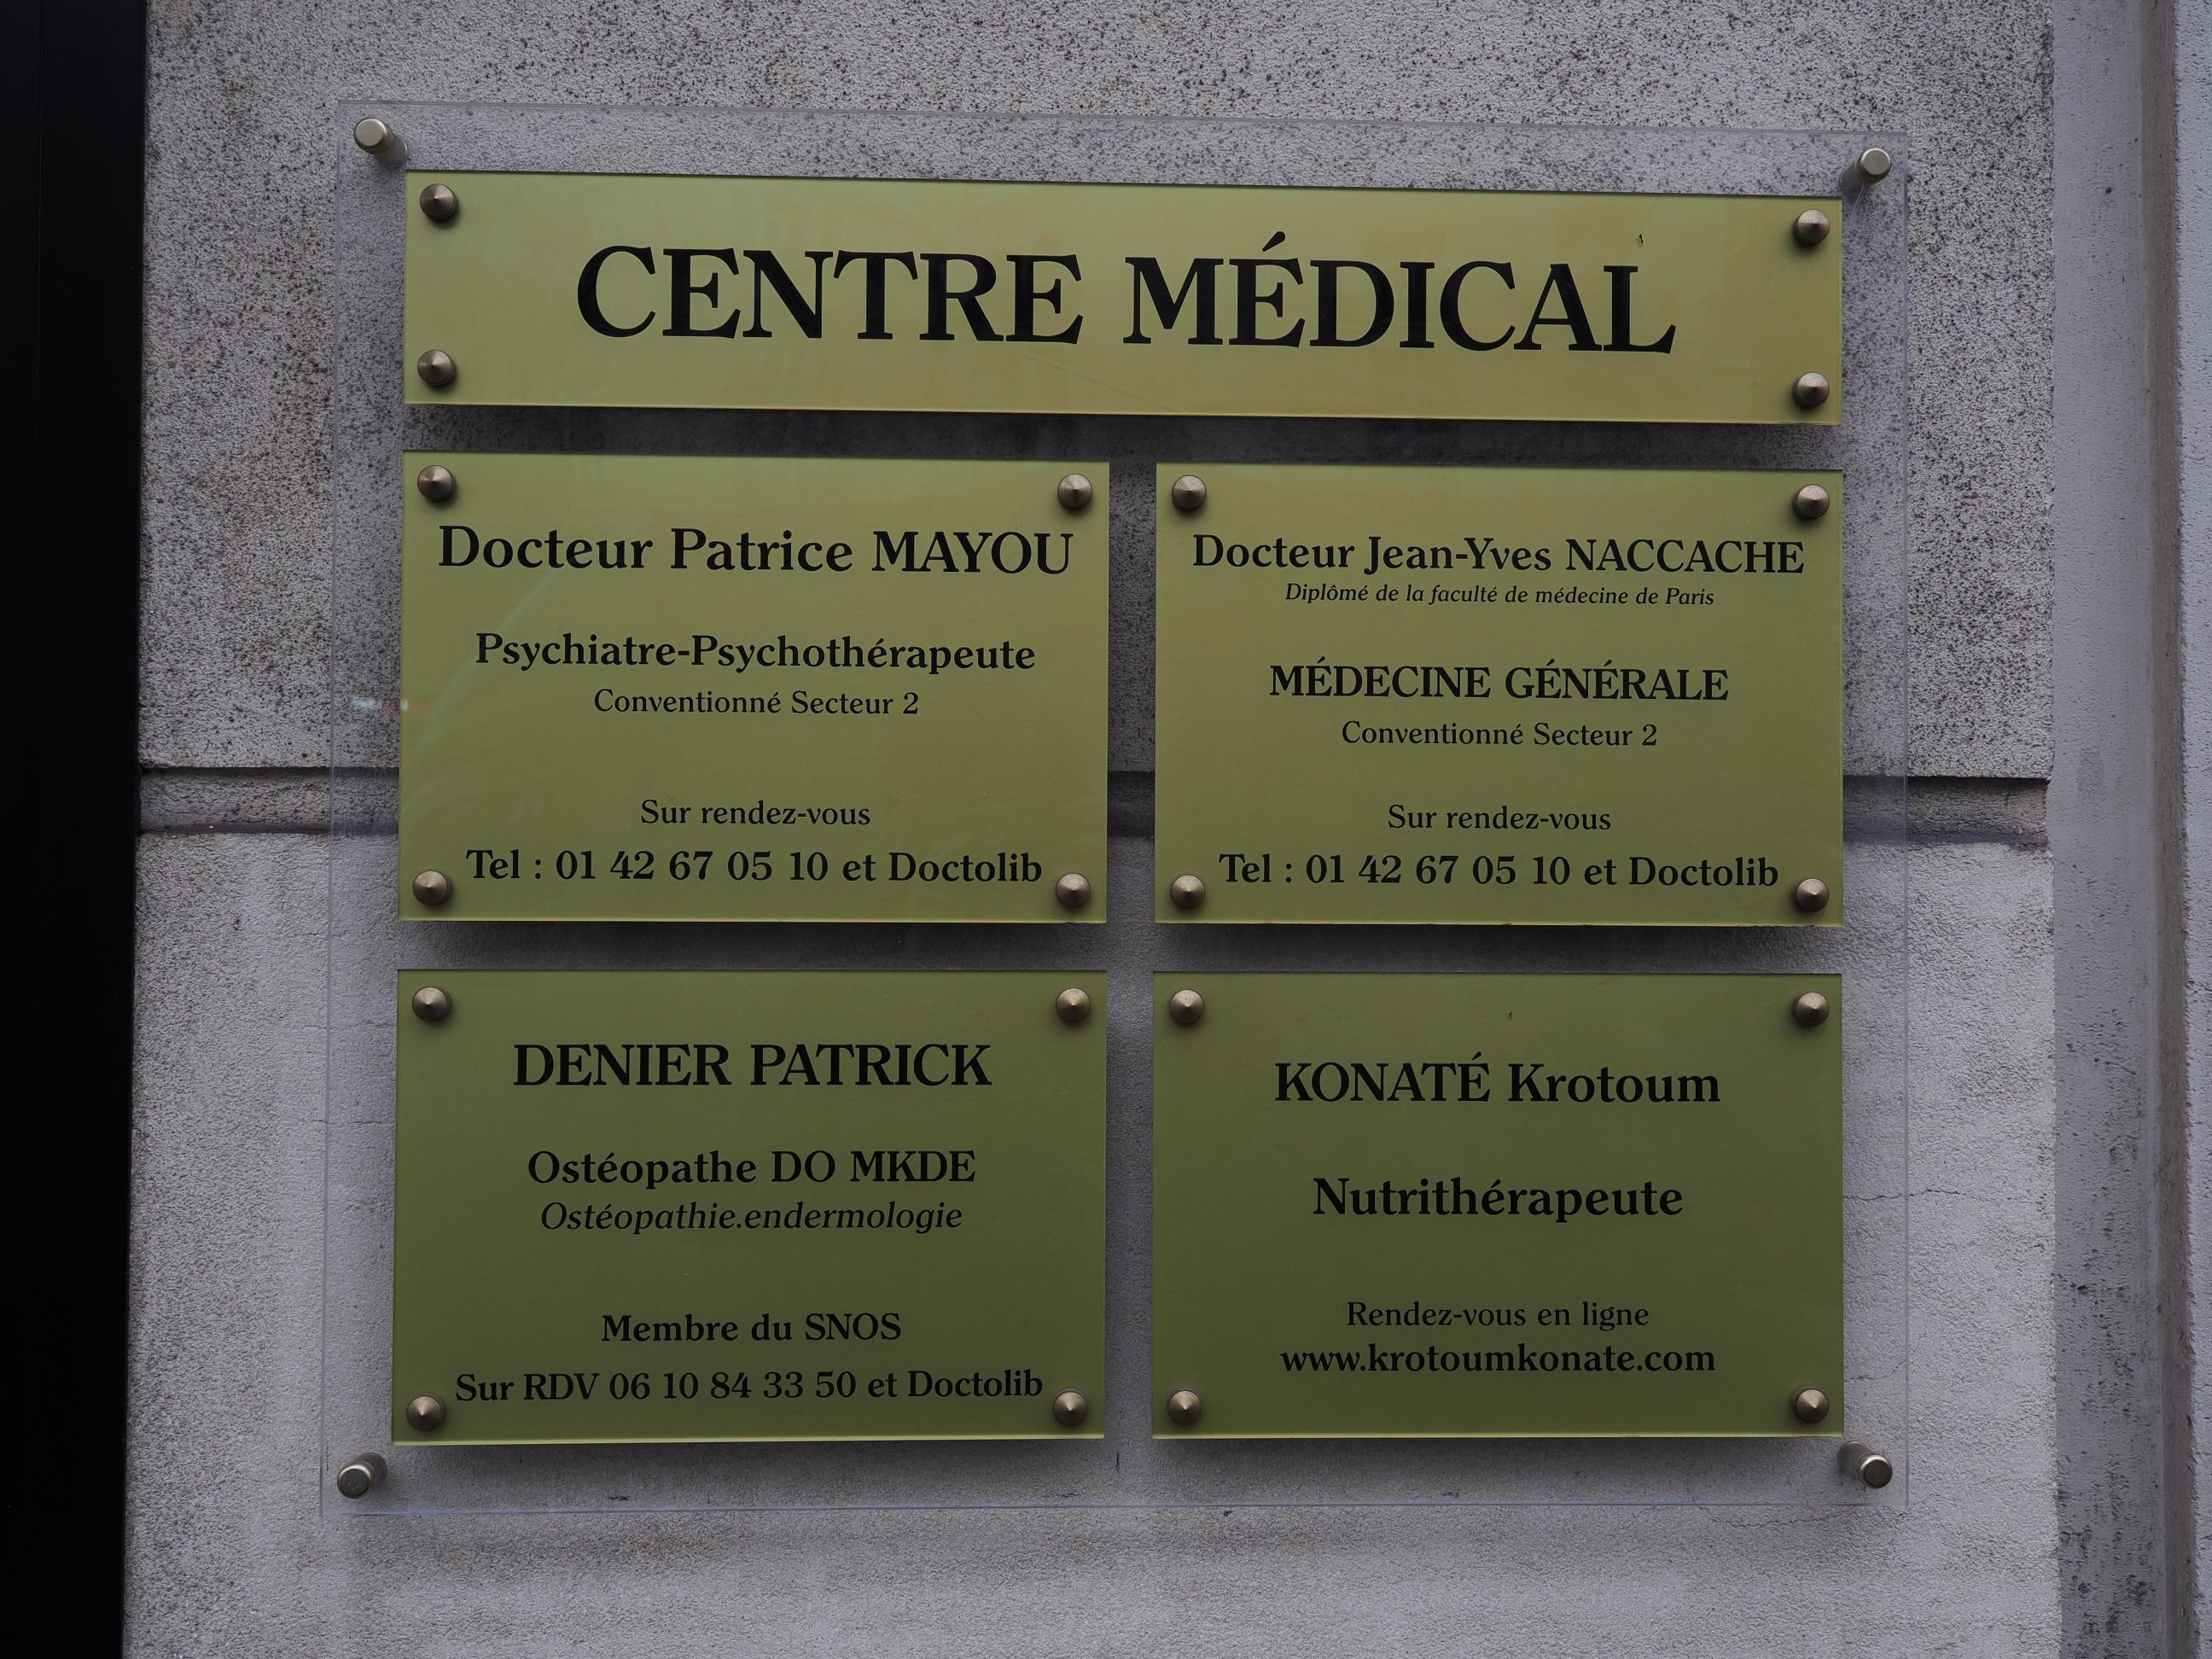 CENTRE MÉDICAL
Docteur Patrice MAYOU
Psychiatre-Psychothérapeute
Conventionné Secteur 2
Sur rendez-vous
Tel : 01 42 67 05 10 et Doctolib
Docteur Jean-Yves NACCACHE
Diplômé de la faculté de médecine de Paris
MÉDECINE GÉNÉRALE
Conventionné Secteur 2
Sur rendez-vous
Tel : 01 42 67 05 10 et Doctolib
DENIER PATRICK
Ostéopathe DO MKDE
Ostéopathie.endermologie
Membre du SNOS
Sur RDV 06 10 84 33 50 et Doctolib
KONATÉ Krotoum
Nutrithérapeute
Rendez-vous en ligne
www.krotoumkonate.com